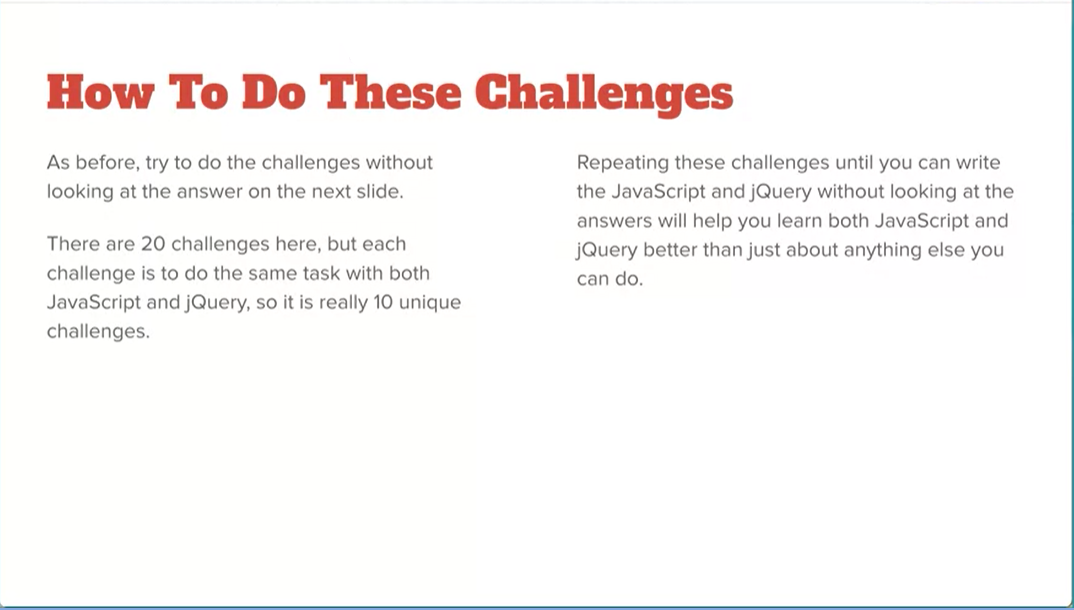 How To Do These Challenges
As before, try to do the challenges without
looking at the answer on the next slide.
There are 20 challenges here, but each
challenge is to do the same task with both
JavaScript and jQuery, so it is really 10 unique
challenges.
Repeating these challenges until you can write
the JavaScript and jQuery without looking at the
answers will help you learn both JavaScript and
jQuery better than just about anything else you
can do.